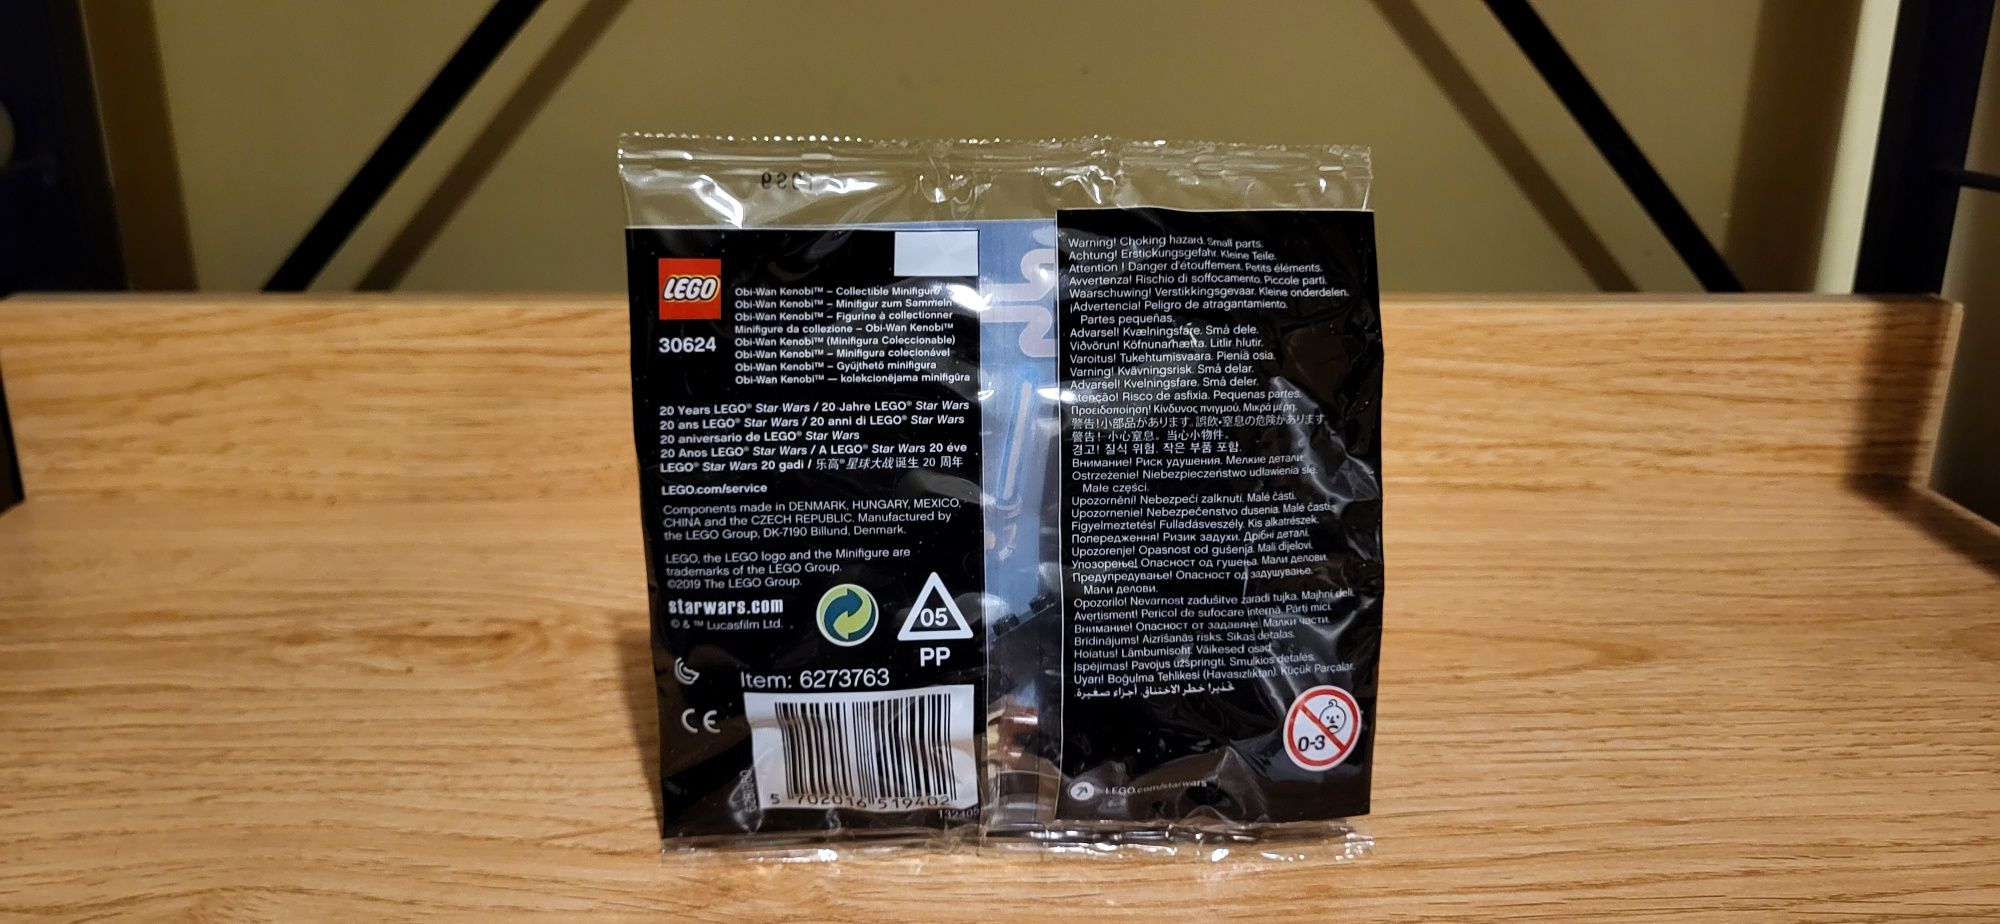 LEGO
30624
Obi-Wan Kenobi™ – Collectible Minifigure
Obi-Wan Kenobi™ – Minifigur zum Sammeln
Obi-Wan Kenobi™ – Figurine à collectionner
Minifigure da collezione – Obi-Wan Kenobi™
Obi-Wan Kenobi™ (Minifigura Coleccionable)
Obi-Wan Kenobi™ – Minifigura colecionável
Obi-Wan Kenobi™ – Gyűjthető minifigura
Obi-Wan Kenobi™ — kolekcionējama minifigūra
20 Years LEGO® Star Wars / 20 Jahre LEGO® Star Wars
20 ans LEGO® Star Wars / 20 anni di LEGO® Star Wars
20 aniversario de LEGO® Star Wars
20 Anos LEGO® Star Wars / A LEGO® Star Wars 20 éve
LEGO® Star Wars 20 gadi / 乐高®星球大战诞生 20 周年
LEGO.com/service
Components made in DENMARK, HUNGARY, MEXICO,
CHINA and the CZECH REPUBLIC. Manufactured by
the LEGO Group, DK-7190 Billund, Denmark.
LEGO, the LEGO logo and the Minifigure are
trademarks of the LEGO Group.
©2019 The LEGO Group.
starwars.com
© & ™ Lucasfilm Ltd.
05
PP
Item: 6273763
CE
5 702016 519402
Warning! Choking hazard. Small parts.
Achtung! Erstickungsgefahr. Kleine Teile.
Attention ! Danger d'étouffement. Petits éléments.
Avvertenza! Rischio di soffocamento. Piccole parti.
Waarschuwing! Verstikkingsgevaar. Kleine onderdelen.
¡Advertencia! Peligro de atragantamiento.
Partes pequeñas.
Advarsel! Kvælningsfare. Små dele.
Viðvörun! Köfnunarhætta. Litlir hlutir.
Varoitus! Tukehtumisvaara. Pieniä osia.
Varning! Kvävningsrisk. Små delar.
Advarsel! Kvelningsfare. Små deler.
Atenção! Risco de asfixia. Pequenas partes.
Προειδοποίηση! Κίνδυνος πνιγμού. Μικρά μέρη.
警告!小部品があります。誤飲・窒息の危険があります。
警告！小心窒息。当心小物件。
경고! 질식 위험. 작은 부품 포함.
Внимание! Риск удушения. Мелкие детали.
Ostrzeżenie! Niebezpieczeństwo udławienia się.
Małe części.
Upozornění! Nebezpečí zalknutí. Malé části.
Upozornenie! Nebezpečenstvo dusenia. Malé časti.
Figyelmeztetés! Fulladásveszély. Kis alkatrészek.
Попередження! Ризик задухи. Дрібні деталі.
Upozorenje! Opasnost od gušenja. Mali dijelovi.
Упозорење! Опасност од гушења. Мали делови.
Предупредување! Опасност од задушување.
Мали делови.
Opozorilo! Nevarnost zadušitve zaradi tujka. Majhni deli.
Avertisment! Pericol de sufocare internă. Părți mici.
Внимание! Опасност от задавяне. Малки части.
Brīdinājums! Aizrīšanās risks. Sīkas detaļas.
Hoiatus! Lämbumisoht. Väikesed osad.
Įspėjimas! Pavojus užspringti. Smulkios detalės.
Uyarı! Boğulma Tehlikesi (Havasızlıktan). Küçük Parçalar.
تحذير! خطر الاختناق. أجزاء صغيرة.
0-3
LEGO.com/starwars